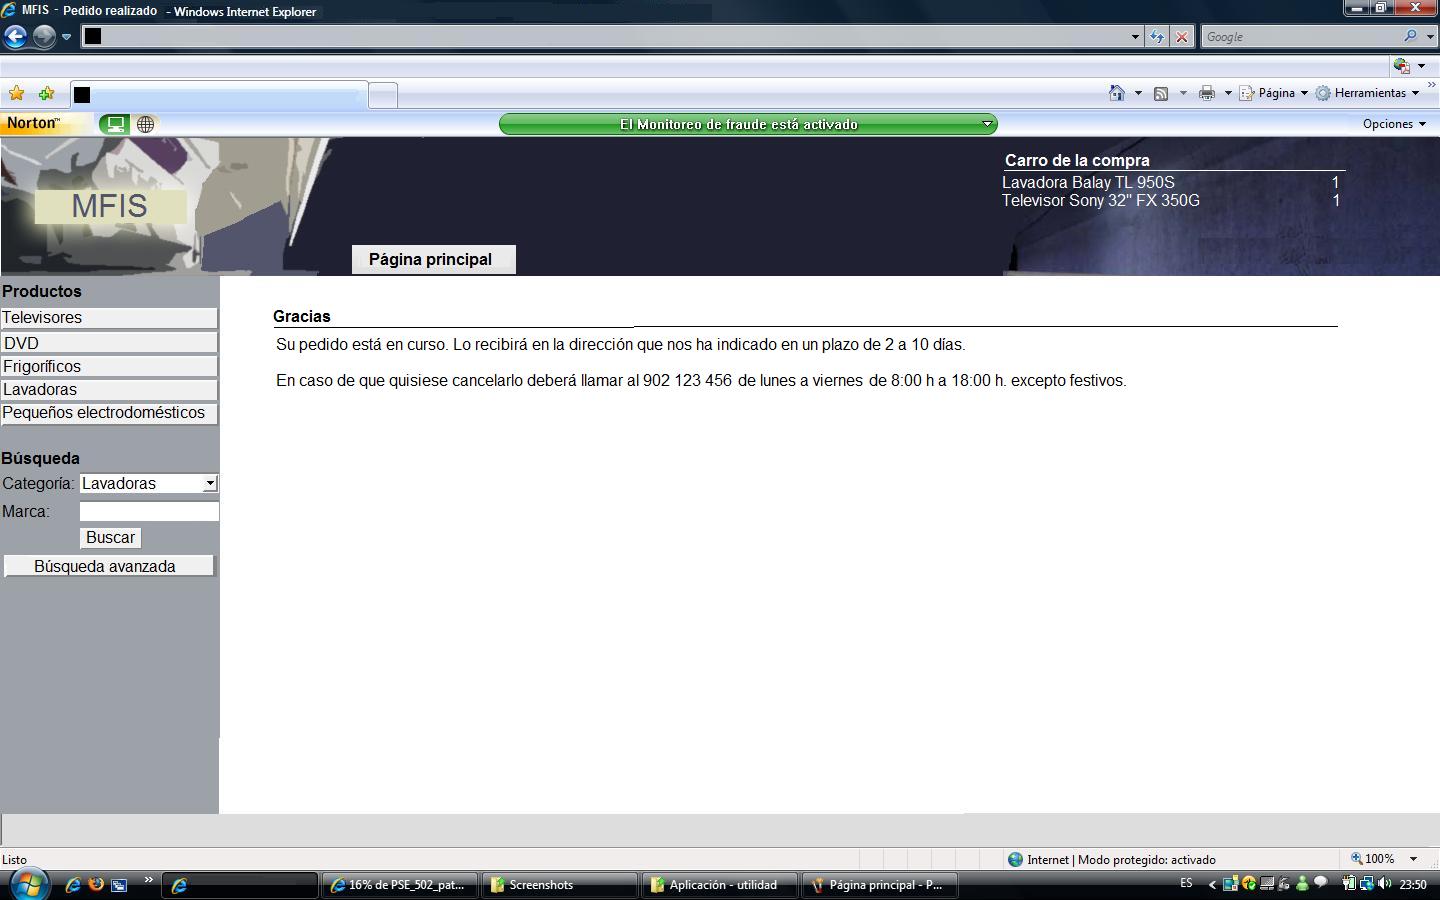 MFIS - Pedido realizado - Windows Internet Explorer
Google
Página
Herramientas
Norton™
El Monitoreo de fraude está activado
Opciones
Carro de la compra
Lavadora Balay TL 950S 1
Televisor Sony 32" FX 350G 1
MFIS
Página principal
Productos
Televisores
DVD
Frigoríficos
Lavadoras
Pequeños electrodomésticos
Búsqueda
Categoría: Lavadoras
Marca:
Buscar
Búsqueda avanzada
Gracias
Su pedido está en curso. Lo recibirá en la dirección que nos ha indicado en un plazo de 2 a 10 días.
En caso de que quisiese cancelarlo deberá llamar al 902 123 456 de lunes a viernes de 8:00 h a 18:00 h. excepto festivos.
Listo
Internet | Modo protegido: activado
100%
16% de PSE_502_pat...
Screenshots
Aplicación - utilidad
Página principal - P...
ES
23:50